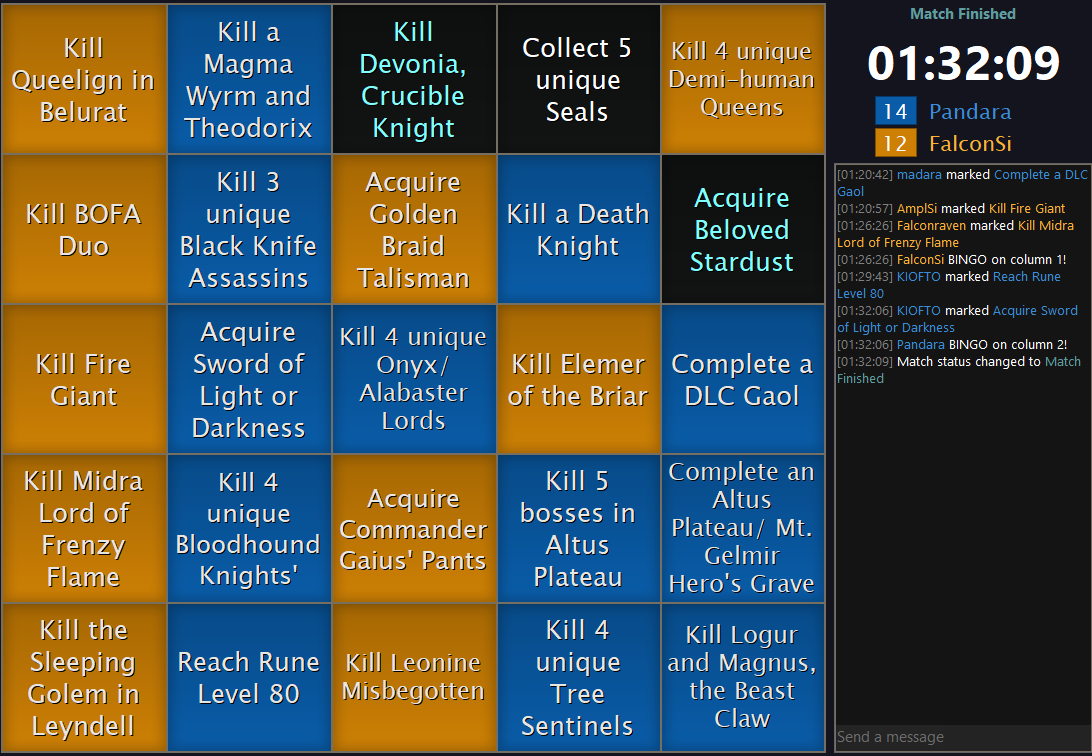 Kill
Queelign in
Belurat
Kill a
Magma
Wyrm and
Theodorix
Kill
Devonia,
Crucible
Knight
Collect 5
unique
Seals
Kill 4 unique
Demi-human
Queens
Kill BOFA
Duo
Kill 3
unique
Black Knife
Assassins
Acquire
Golden
Braid
Talisman
Kill a Death
Knight
Acquire
Beloved
Stardust
Kill Fire
Giant
Acquire
Sword of
Light or
Darkness
Kill 4 unique
Onyx/
Alabaster
Lords
Kill Elemer
of the Briar
Complete a
DLC Gaol
Kill Midra
Lord of
Frenzy
Flame
Kill 4
unique
Bloodhound
Knights'
Acquire
Commander
Gaius' Pants
Kill 5
bosses in
Altus
Plateau
Complete an
Altus
Plateau/ Mt.
Gelmir
Hero's Grave
Kill the
Sleeping
Golem in
Leyndell
Reach Rune
Level 80
Kill Leonine
Misbegotten
Kill 4
unique
Tree
Sentinels
Kill Logur
and Magnus,
the Beast
Claw
Match Finished
01:32:09
14 Pandara
12 FalconSi
[01:20:42] madara marked Complete a DLC
Gaol
[01:20:57] AmplSi marked Kill Fire Giant
[01:26:26] Falconraven marked Kill Midra
Lord of Frenzy Flame
[01:26:26] FalconSi BINGO on column 1!
[01:29:43] KIOFTO marked Reach Rune
Level 80
[01:32:06] KIOFTO marked Acquire Sword
of Light or Darkness
[01:32:06] Pandara BINGO on column 2!
[01:32:09] Match status changed to Match
Finished
Send a message